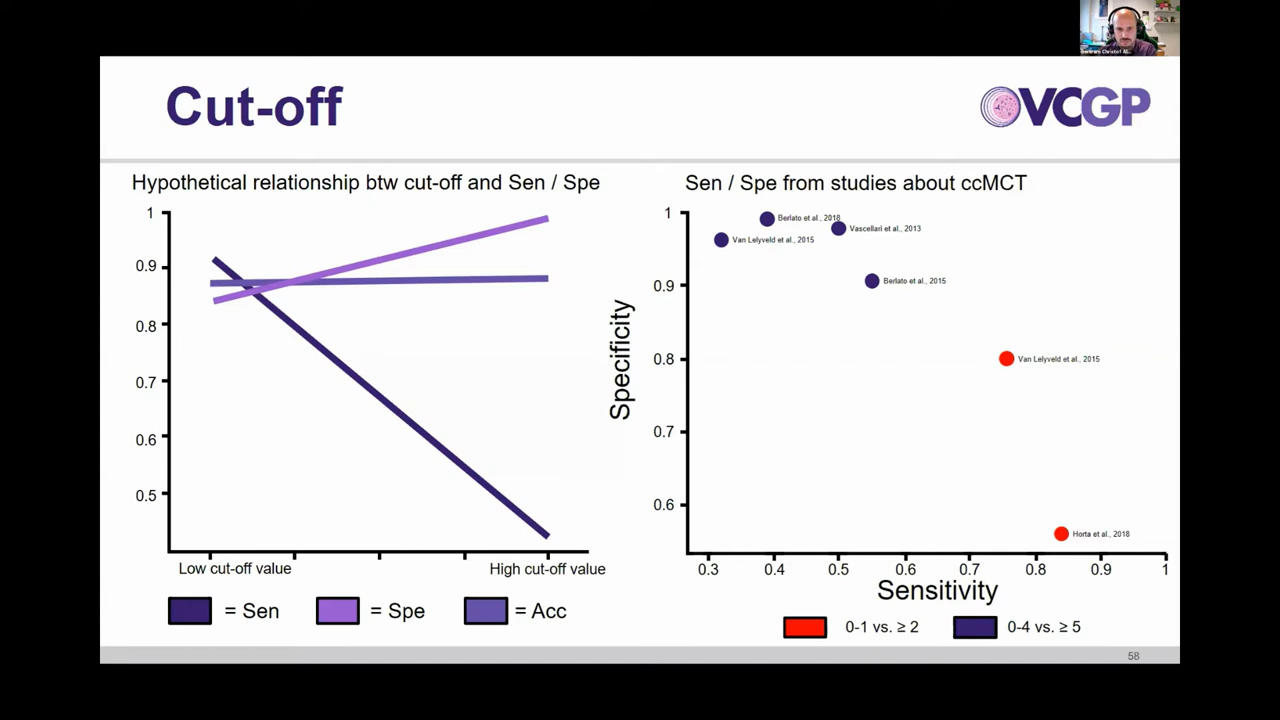 Cut-off
VCGP
Hypothetical relationship btw cut-off and Sen / Spe
1
0.9
0.8
0.7
0.6
0.5
Low cut-off value
High cut-off value
= Sen
= Spe
= Acc
Sen / Spe from studies about ccMCT
Specificity
1
0.9
0.8
0.7
0.6
Berlato et al., 2018
Vascellari et al., 2013
Van Lelyveld et al., 2015
Berlato et al., 2015
Van Lelyveld et al., 2015
Horta et al., 2018
0.3
0.4
0.5
0.6
0.7
0.8
0.9
1
Sensitivity
0-1 vs. ≥ 2
0-4 vs. ≥ 5
58